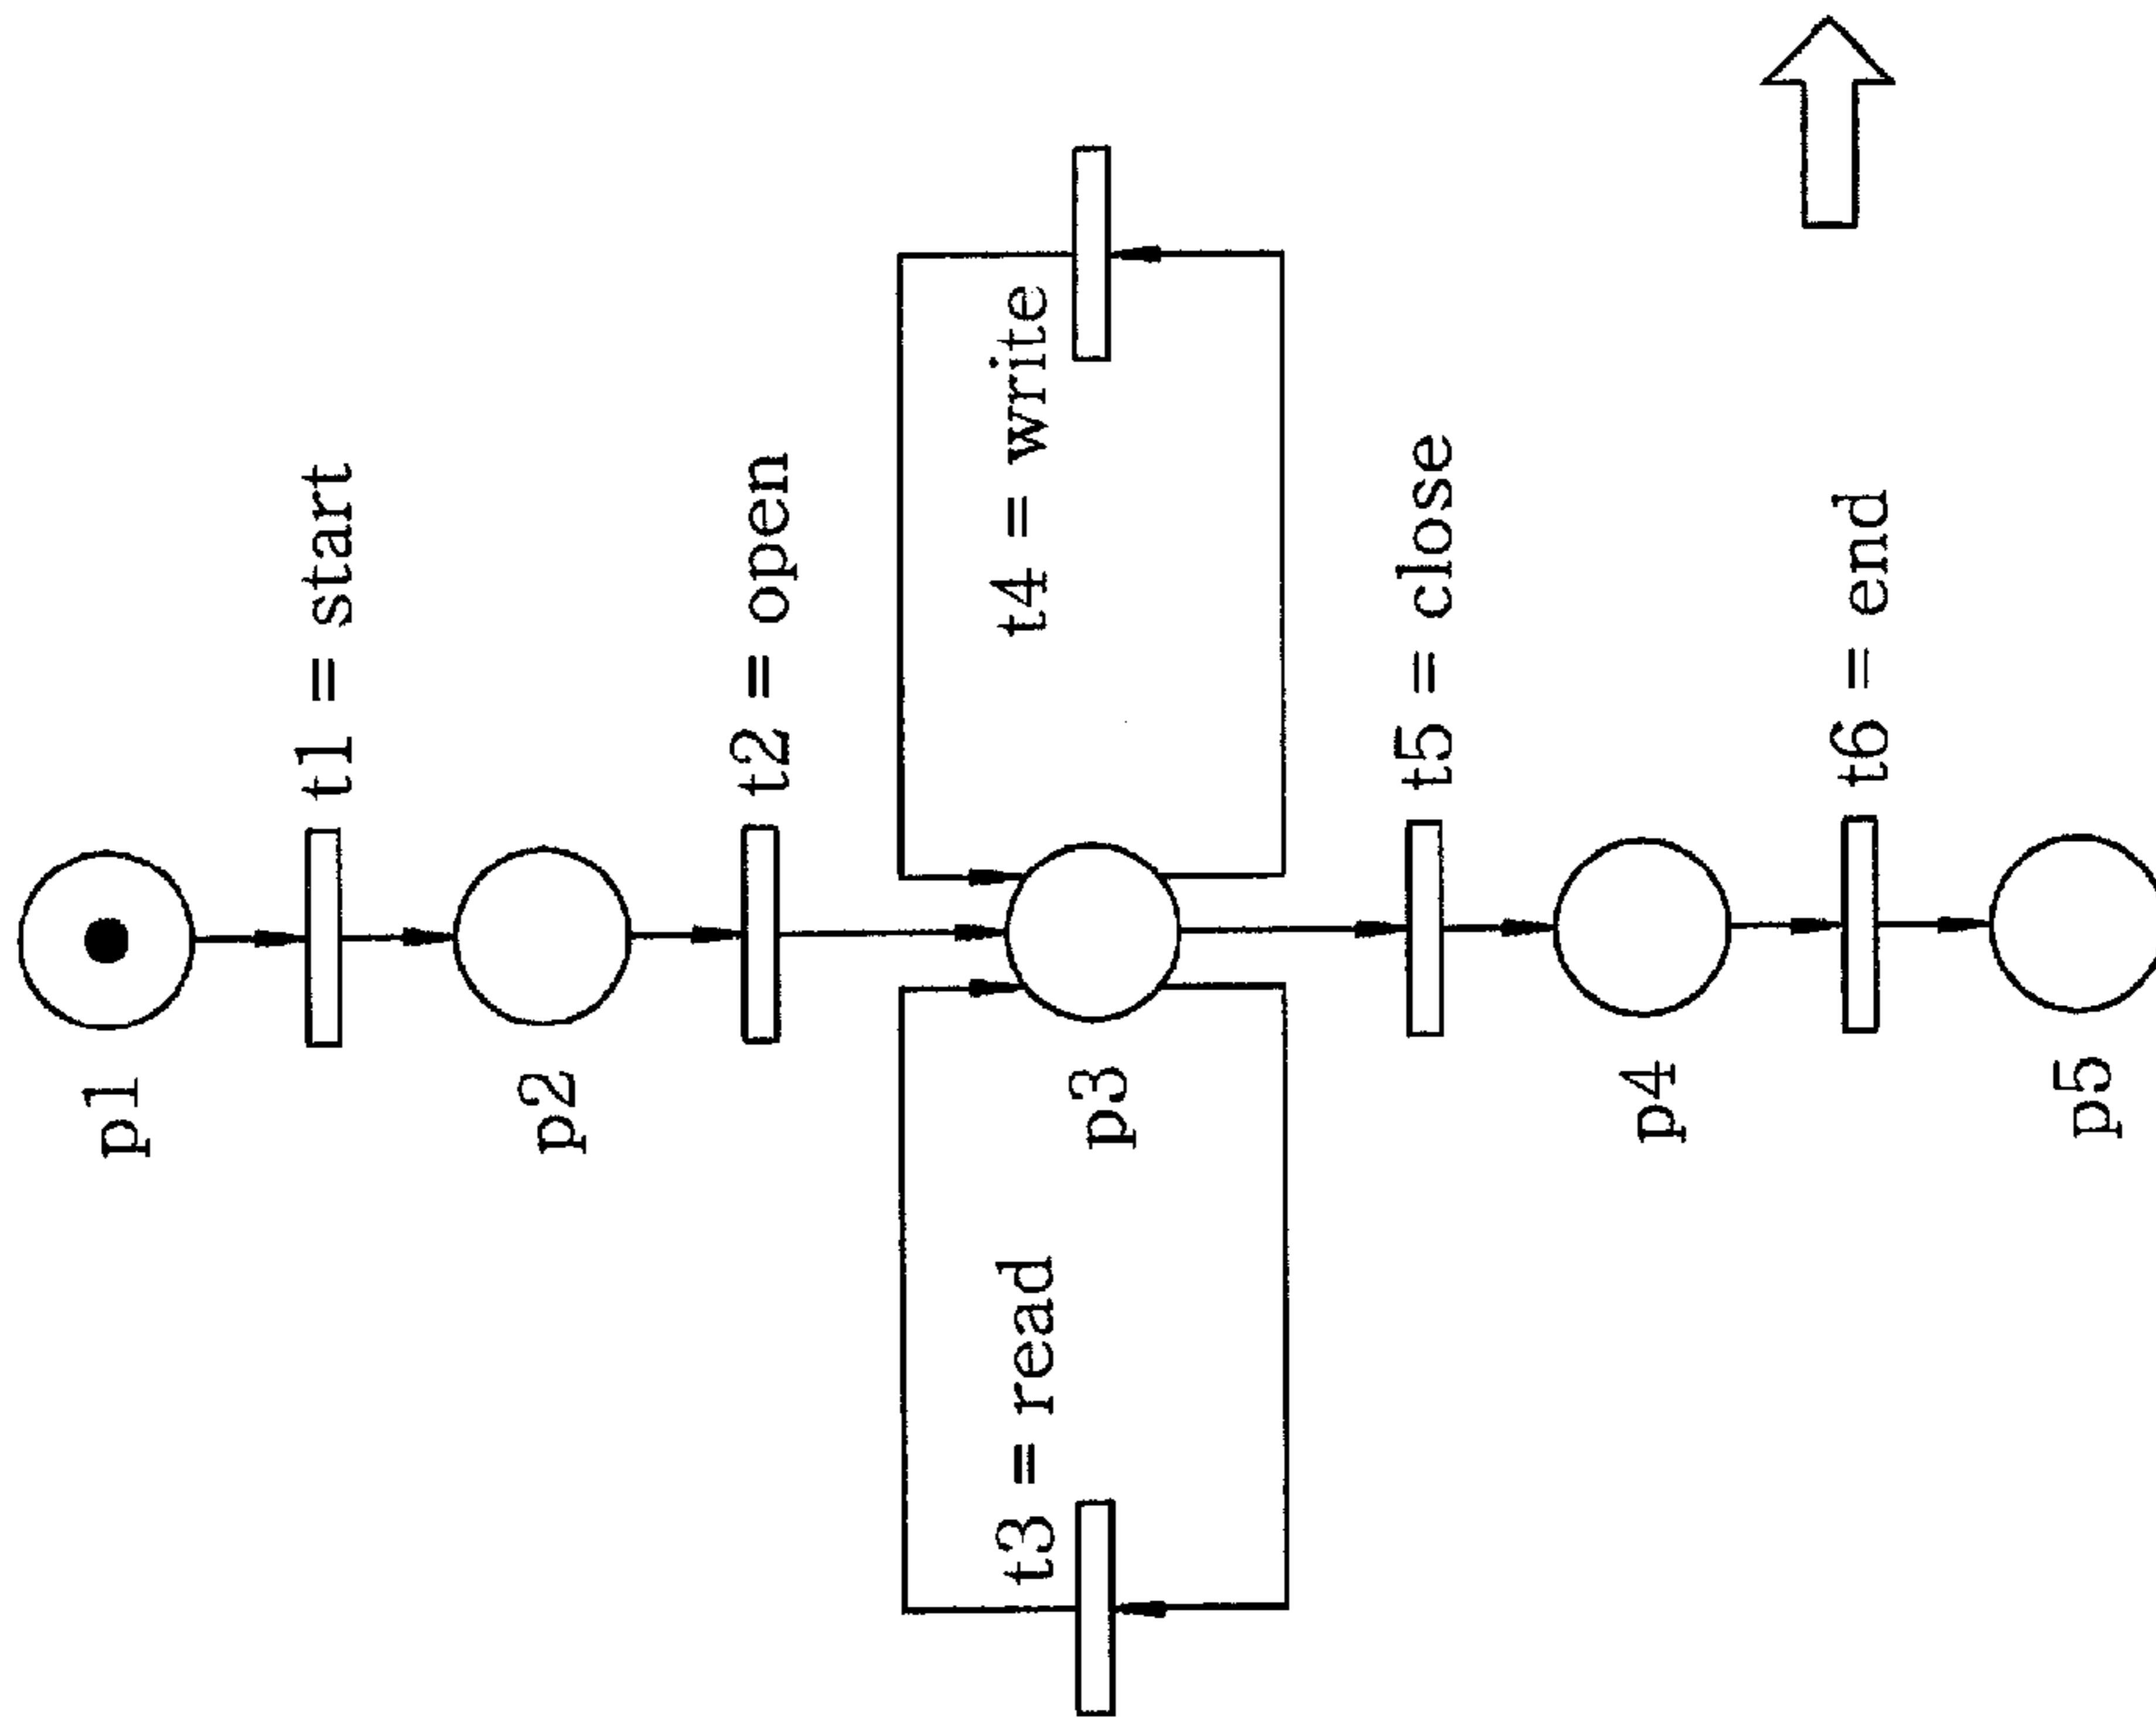 p1
t1 = start
p2
t2 = open
t3 = read
p3
t4 = write
t5 = close
p4
t6 = end
p5